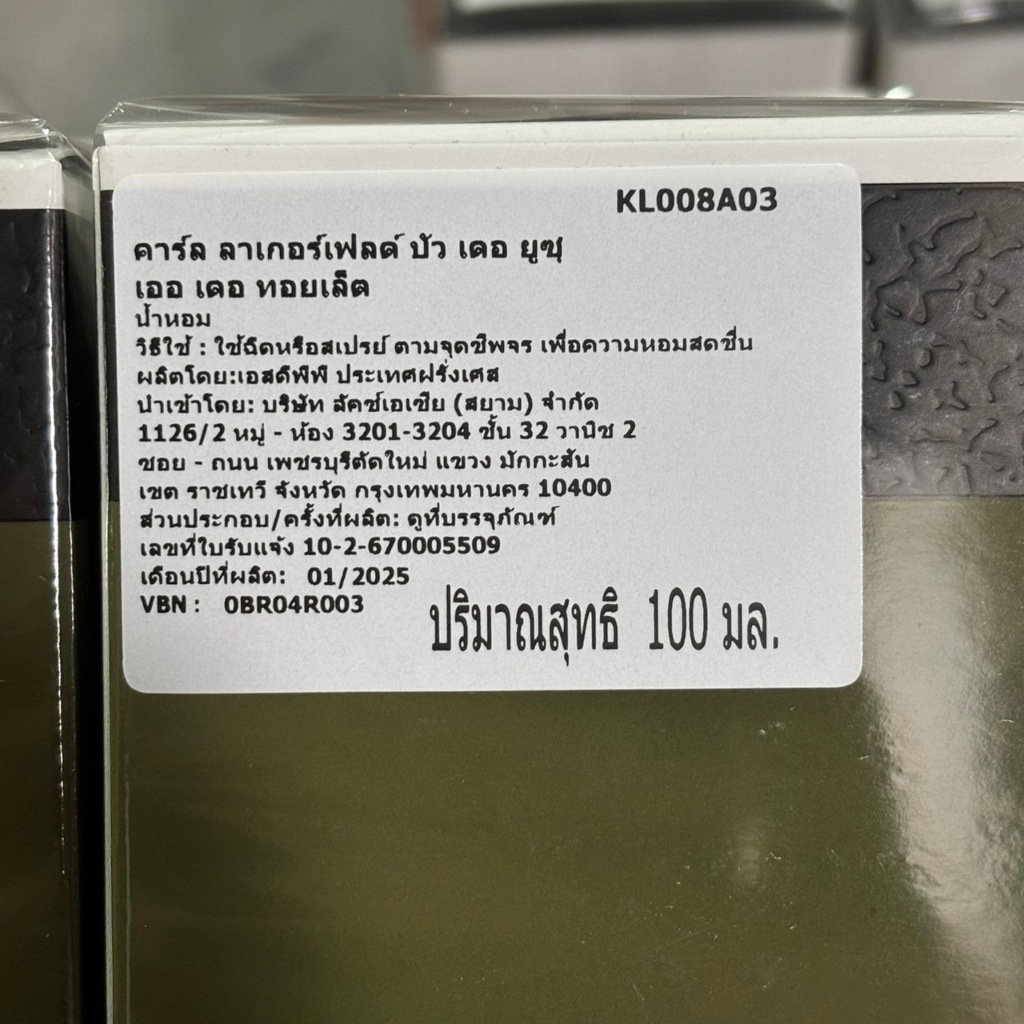 KL008A03
คาร์ล ลาเกอร์เฟลด์ บัว เดอ ยูซุ
เออ เดอ ทอยเล็ต
น้ำหอม
วิธีใช้ : ใช้ฉีดหรือสเปรย์ ตามจุดชีพจร เพื่อความหอมสดชื่น
ผลิตโดย:เอสดีพีพี ประเทศฝรั่งเศส
นำเข้าโดย: บริษัท ลัคซ์เอเซีย (สยาม) จำกัด
1126/2 หมู่ - ห้อง 3201-3204 ชั้น 32 วานิช 2
ซอย - ถนน เพชรบุรีตัดใหม่ แขวง มักกะสัน
เขต ราชเทวี จังหวัด กรุงเทพมหานคร 10400
ส่วนประกอบ/ครั้งที่ผลิต: ดูที่บรรจุภัณฑ์
เลขที่ใบรับแจ้ง 10-2-670005509
เดือนปีที่ผลิต: 01/2025
VBN : 0BR04R003
ปริมาณสุทธิ 100 มล.